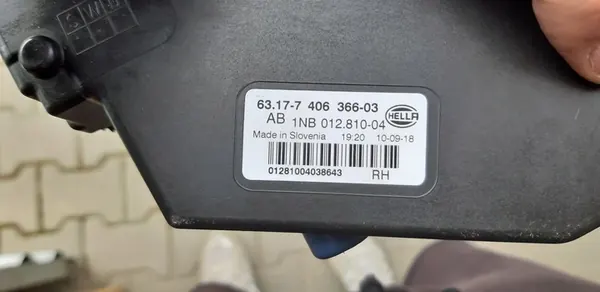 63.17-7 406 366-03
HELLA
AB 1NB 012.810-04
Made in Slovenia 19:20 10-09-18
01281004038643 RH